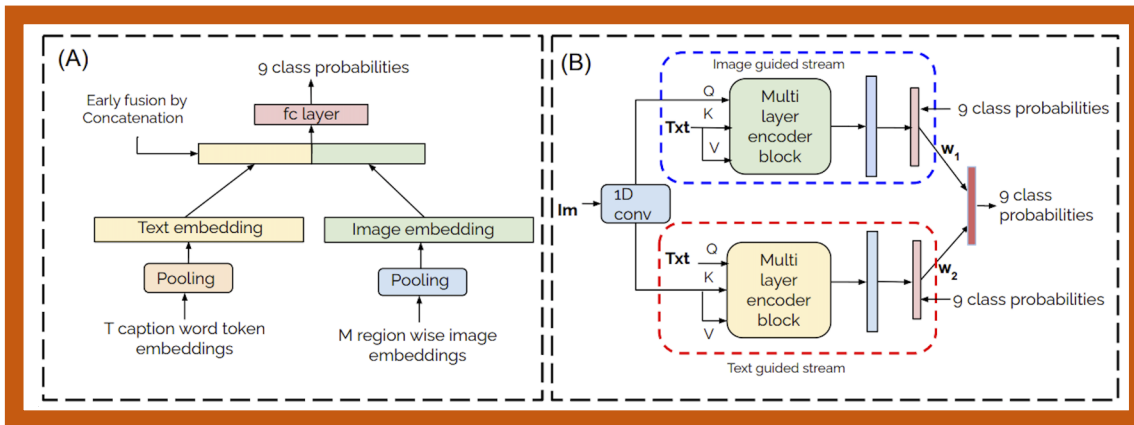 (A)
9 class probabilities
Early fusion by
Concatenation
fc layer
Text embedding
Image embedding
Pooling
Pooling
T caption word token
embeddings
M region wise image
embeddings
(B)
Image guided stream
Q
K
Txt
V
Multi
layer
encoder
block
9 class probabilities
w1
Im
1D
conv
9 class
probabilities
Txt
Q
K
V
Multi
layer
encoder
block
w2
9 class probabilities
Text guided stream